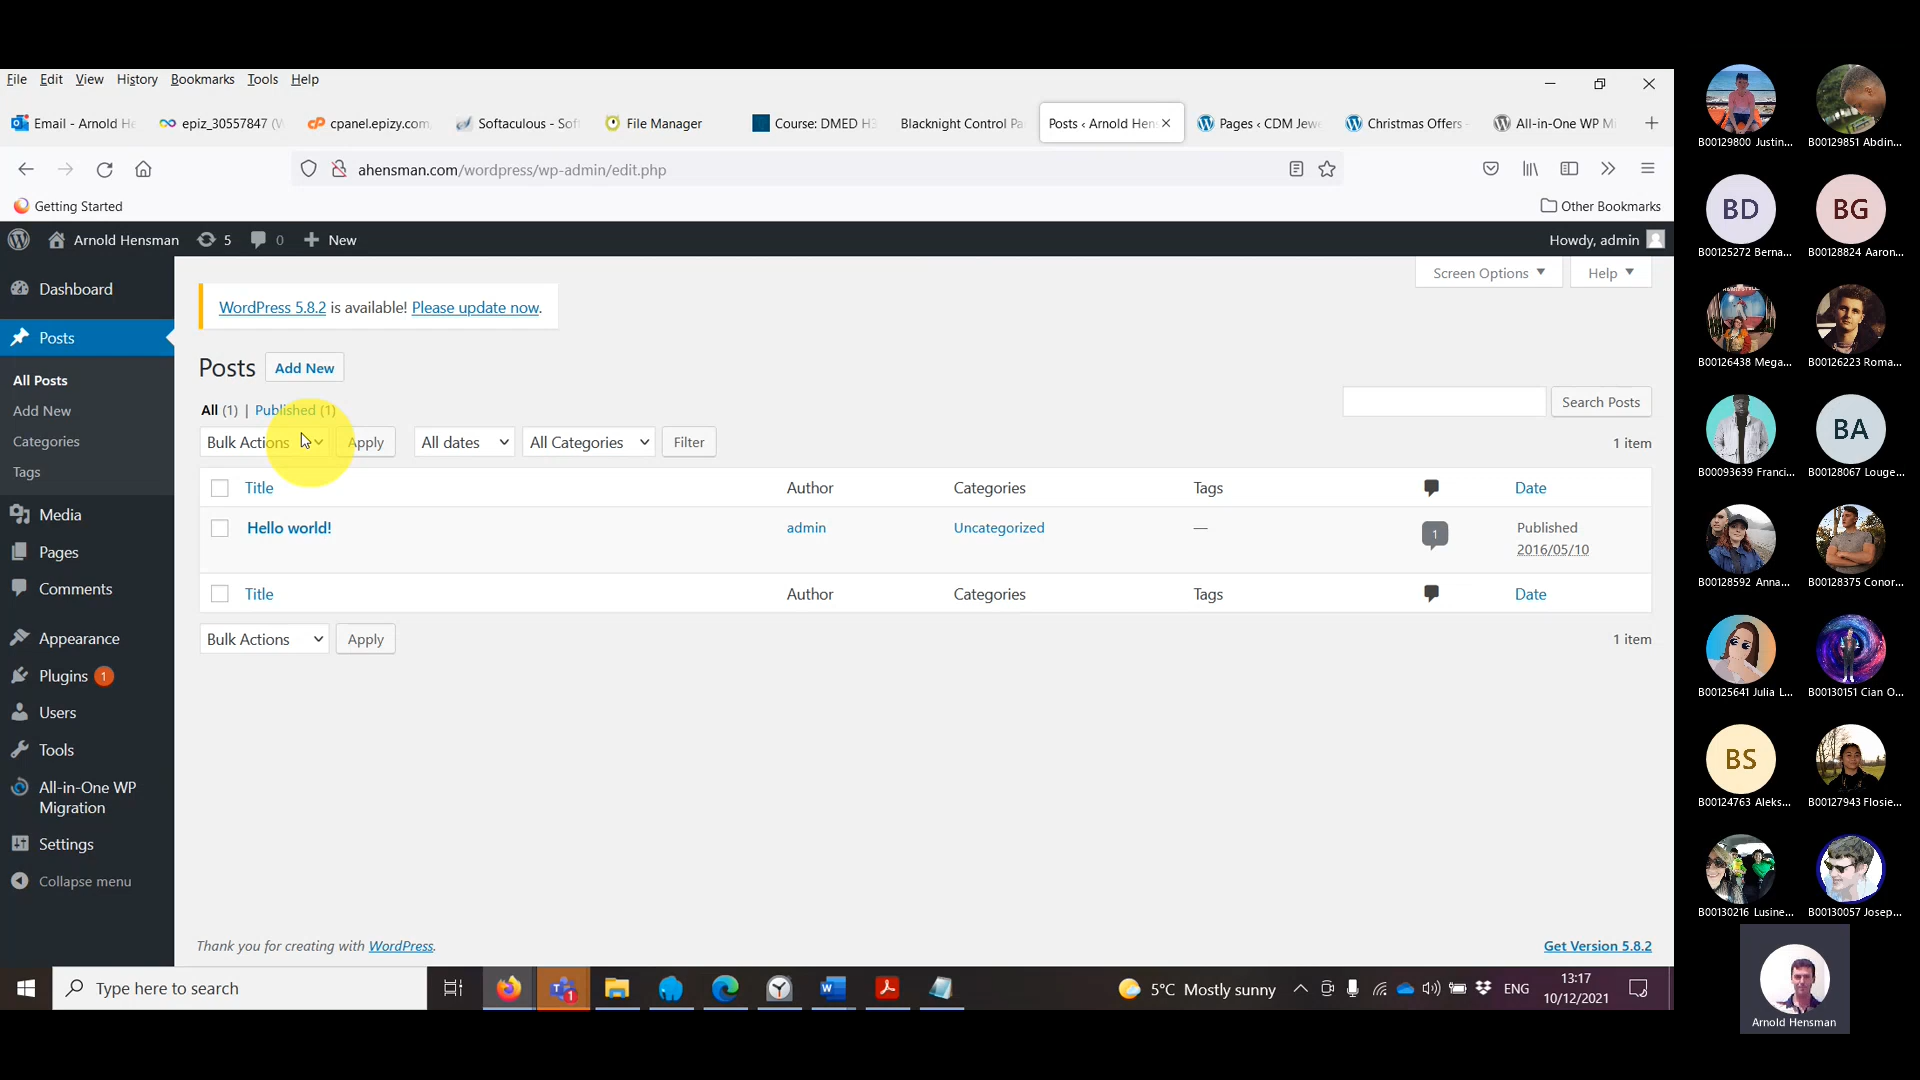 File Edit View History Bookmarks Tools Help
Email - Arnold He
epiz_30557847 (V
cpanel.epizy.com
Softaculous - Sof
File Manager
Course: DMED H3
Blacknight Control Pa
Posts ‹ Arnold Hens
Pages ‹ CDM Jewe
Christmas Offers -
All-in-One WP Mi
ahensman.com/wordpress/wp-admin/edit.php
Getting Started
Other Bookmarks
Arnold Hensman 5 0 New
Howdy, admin
Screen Options
Help
Dashboard
Posts
All Posts
Add New
Categories
Tags
Media
Pages
Comments
Appearance
Plugins 1
Users
Tools
All-in-One WP
Migration
Settings
Collapse menu
WordPress 5.8.2 is available! Please update now.
Posts Add New
All (1) | Published (1)
Search Posts
Bulk Actions Apply All dates All Categories Filter
1 item
Title Author Categories Tags Date
Hello world! admin Uncategorized — 1 Published
2016/05/10
Title Author Categories Tags Date
Bulk Actions Apply
1 item
Thank you for creating with WordPress.
Get Version 5.8.2
Type here to search
1
5°C Mostly sunny
ENG
13:17
10/12/2021
B00129800 Justin...
B00129851 Abdin...
BD
B00125272 Berna...
BG
B00128824 Aaron...
B00126438 Mega...
B00126223 Roma...
B00093639 Franci...
BA
B00128067 Louge...
B00128592 Anna...
B00128375 Conor...
B00125641 Julia L...
B00130151 Cian O...
BS
B00124763 Aleks...
B00127943 Flosie...
B00130216 Lusine...
B00130057 Josep...
Arnold Hensman